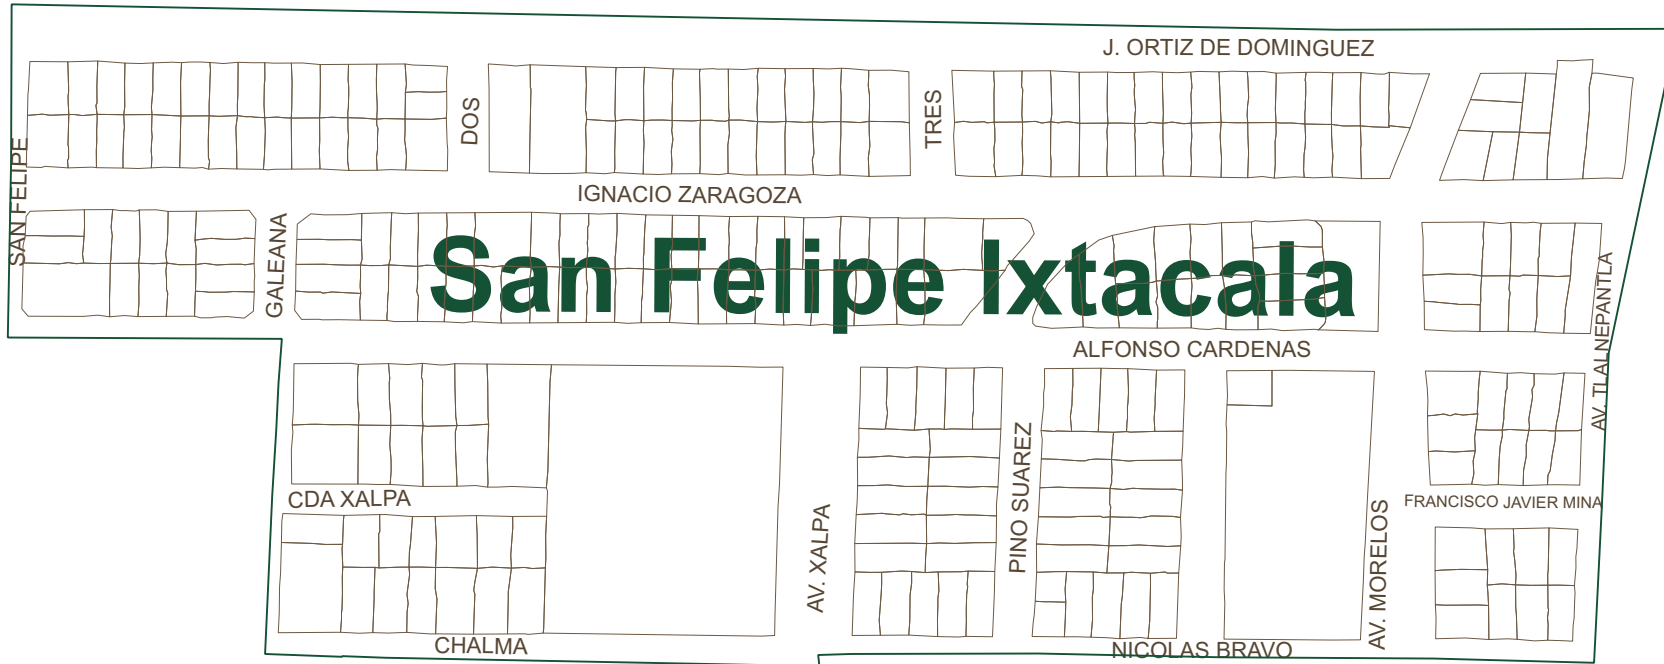 J. ORTIZ DE DOMINGUEZ
DOS
TRES
SAN FELIPE
IGNACIO ZARAGOZA
GALEANA
San Felipe Ixtacala
AV. TLALNEPANTLA
ALFONSO CARDENAS
CDA XALPA
AV. XALPA
PINO SUAREZ
AV. MORELOS
FRANCISCO JAVIER MINA
CHALMA
NICOLAS BRAVO